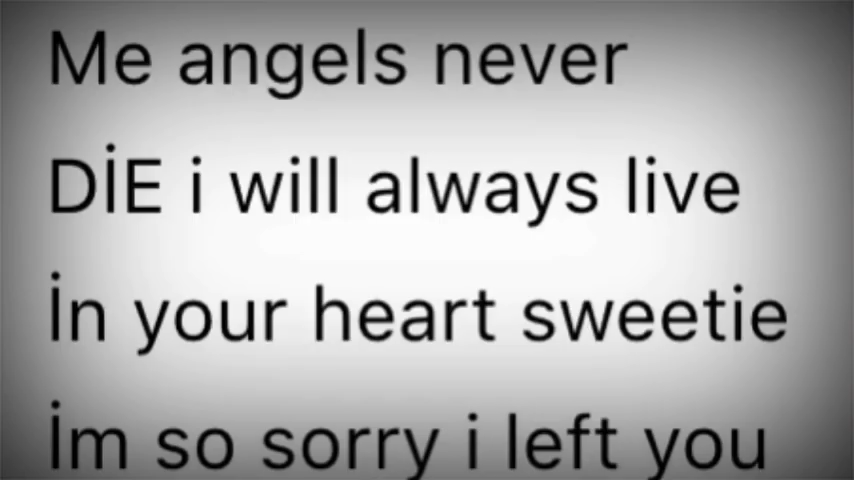 Me angels never
DİE i will always live
İn your heart sweetie
İm so sorry i left you